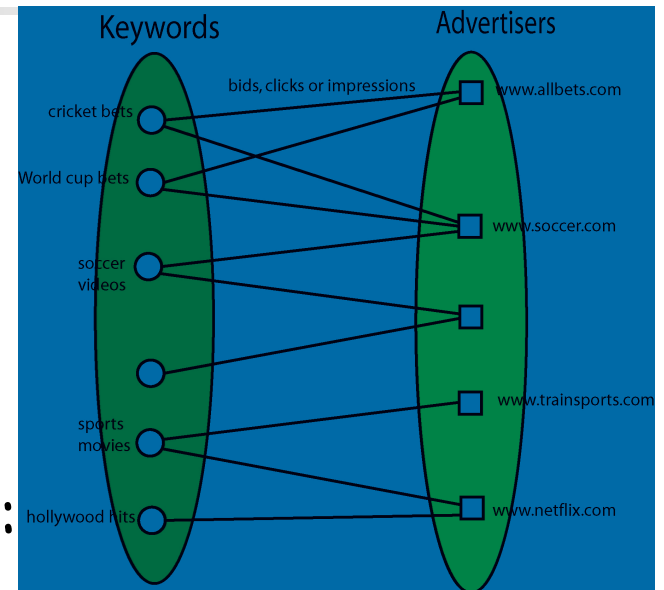 Keywords
Advertisers
bids, clicks or impressions
www.allbets.com
cricket bets
World cup bets
www.soccer.com
soccer
videos
www.trainsports.com
sports
movies
hollywood hits
www.netflix.com